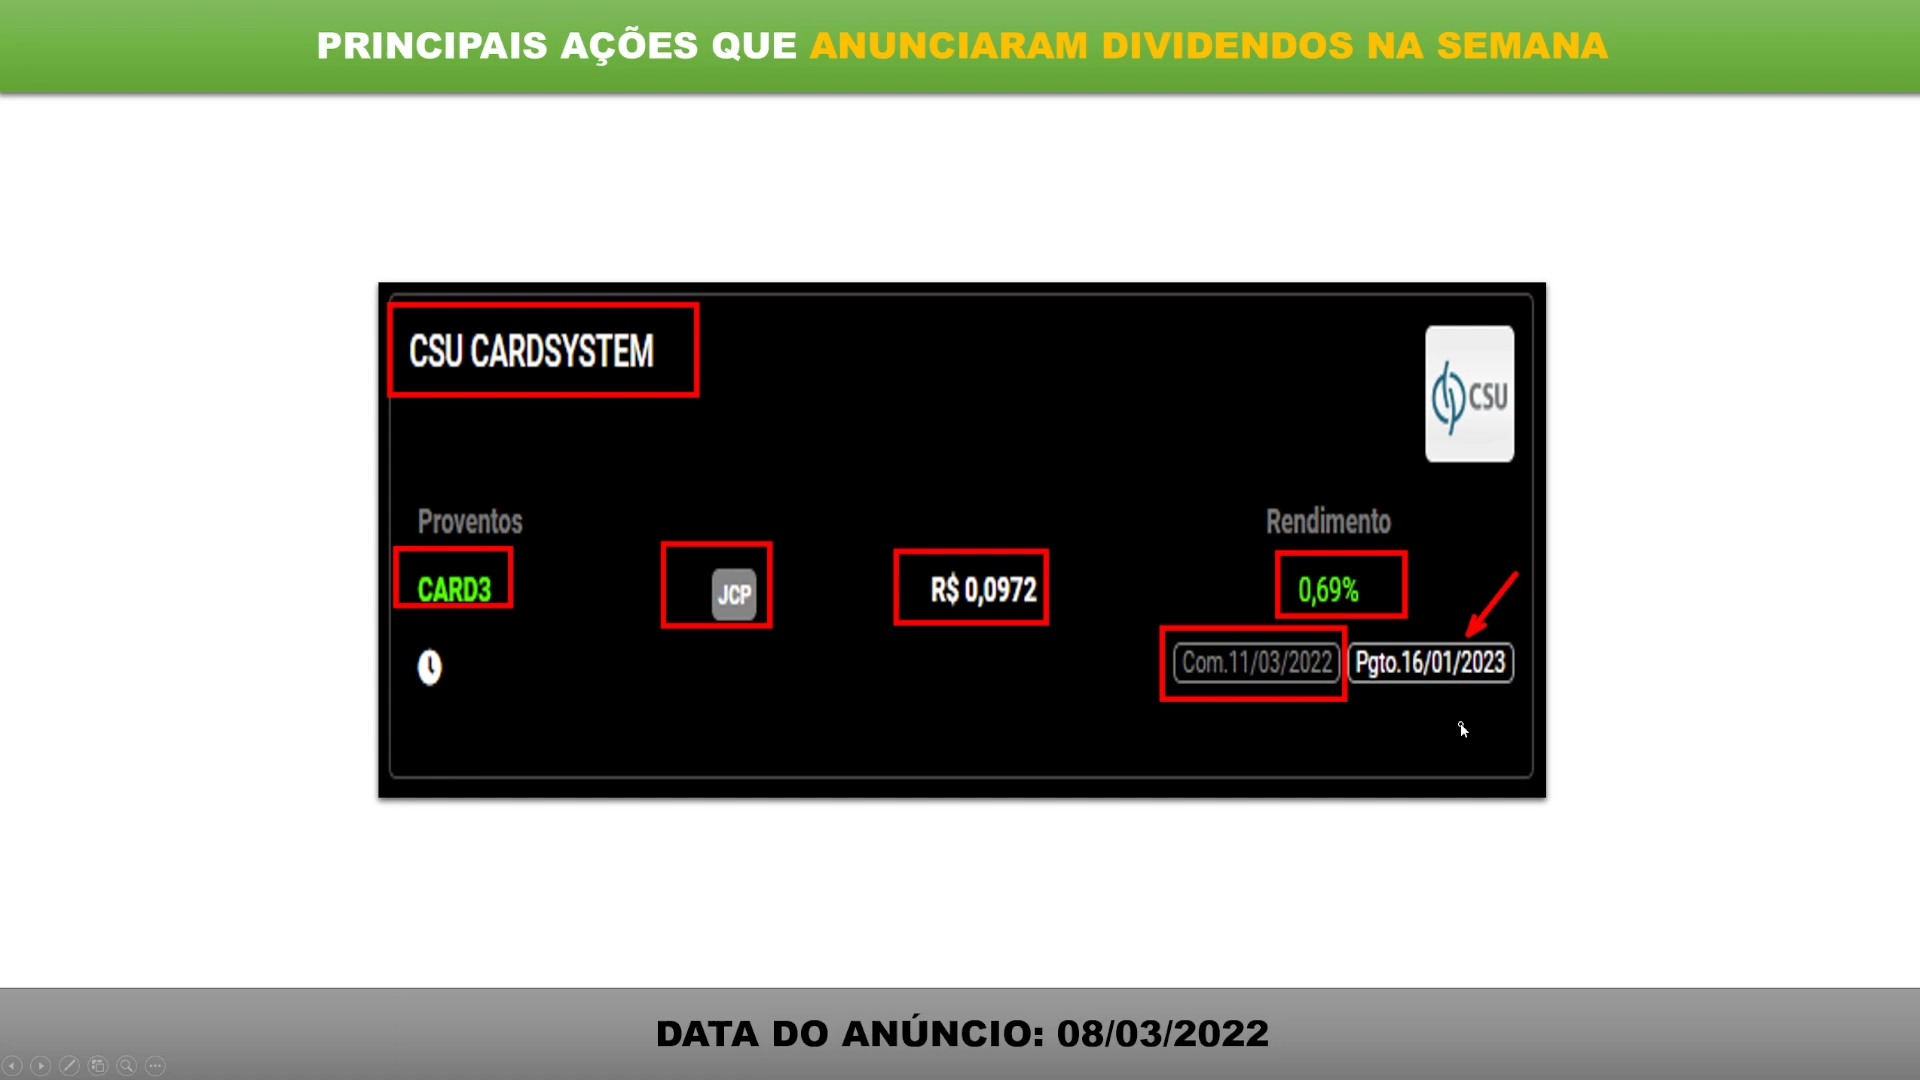 PRINCIPAIS AÇÕES QUE ANUNCIARAM DIVIDENDOS NA SEMANA
CSU CARDSYSTEM
CSU
Proventos
Rendimento
CARD3
JCP
R$ 0,0972
0,69%
Com.11/03/2022
Pgto.16/01/2023
DATA DO ANÚNCIO: 08/03/2022